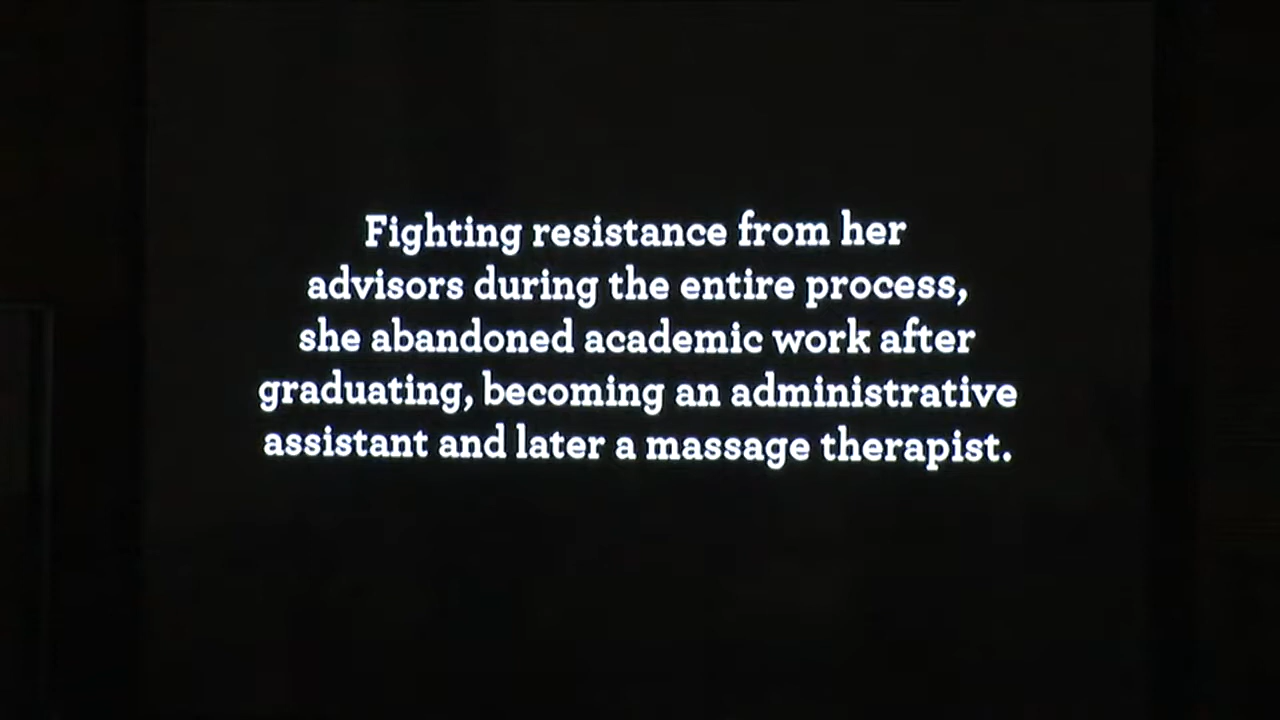 Fighting resistance from her
advisors during the entire process,
she abandoned academic work after
graduating, becoming an administrative
assistant and later a massage therapist.